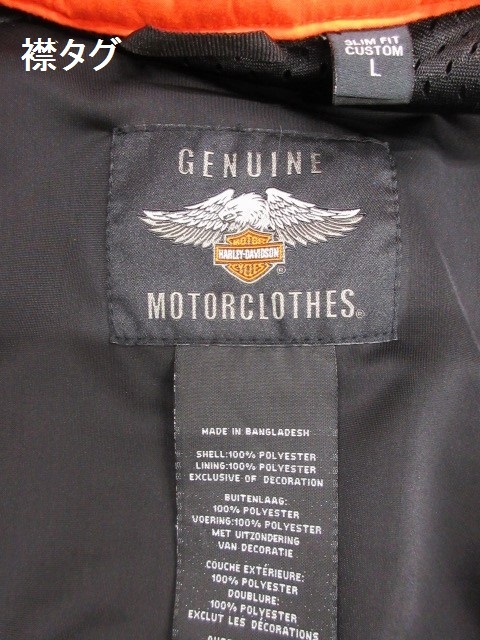 襟タグ
SLIM FIT
CUSTOM
L
GENUINE
MOTOR
HARLEY-DAVIDSON
®
MOTORCLOTHES®
MADE IN BANGLADESH
SHELL:100% POLYESTER
LINING:100% POLYESTER
EXCLUSIVE OF DECORATION
BUITENLAAG:
100% POLYESTER
VOERING:100% POLYESTER
MET UITZONDERING
VAN DECORATIE
COUCHE EXTÉRIEURE:
100% POLYESTER
DOUBLURE:
100% POLYESTER
EXCLUT LES DÉCORATIONS